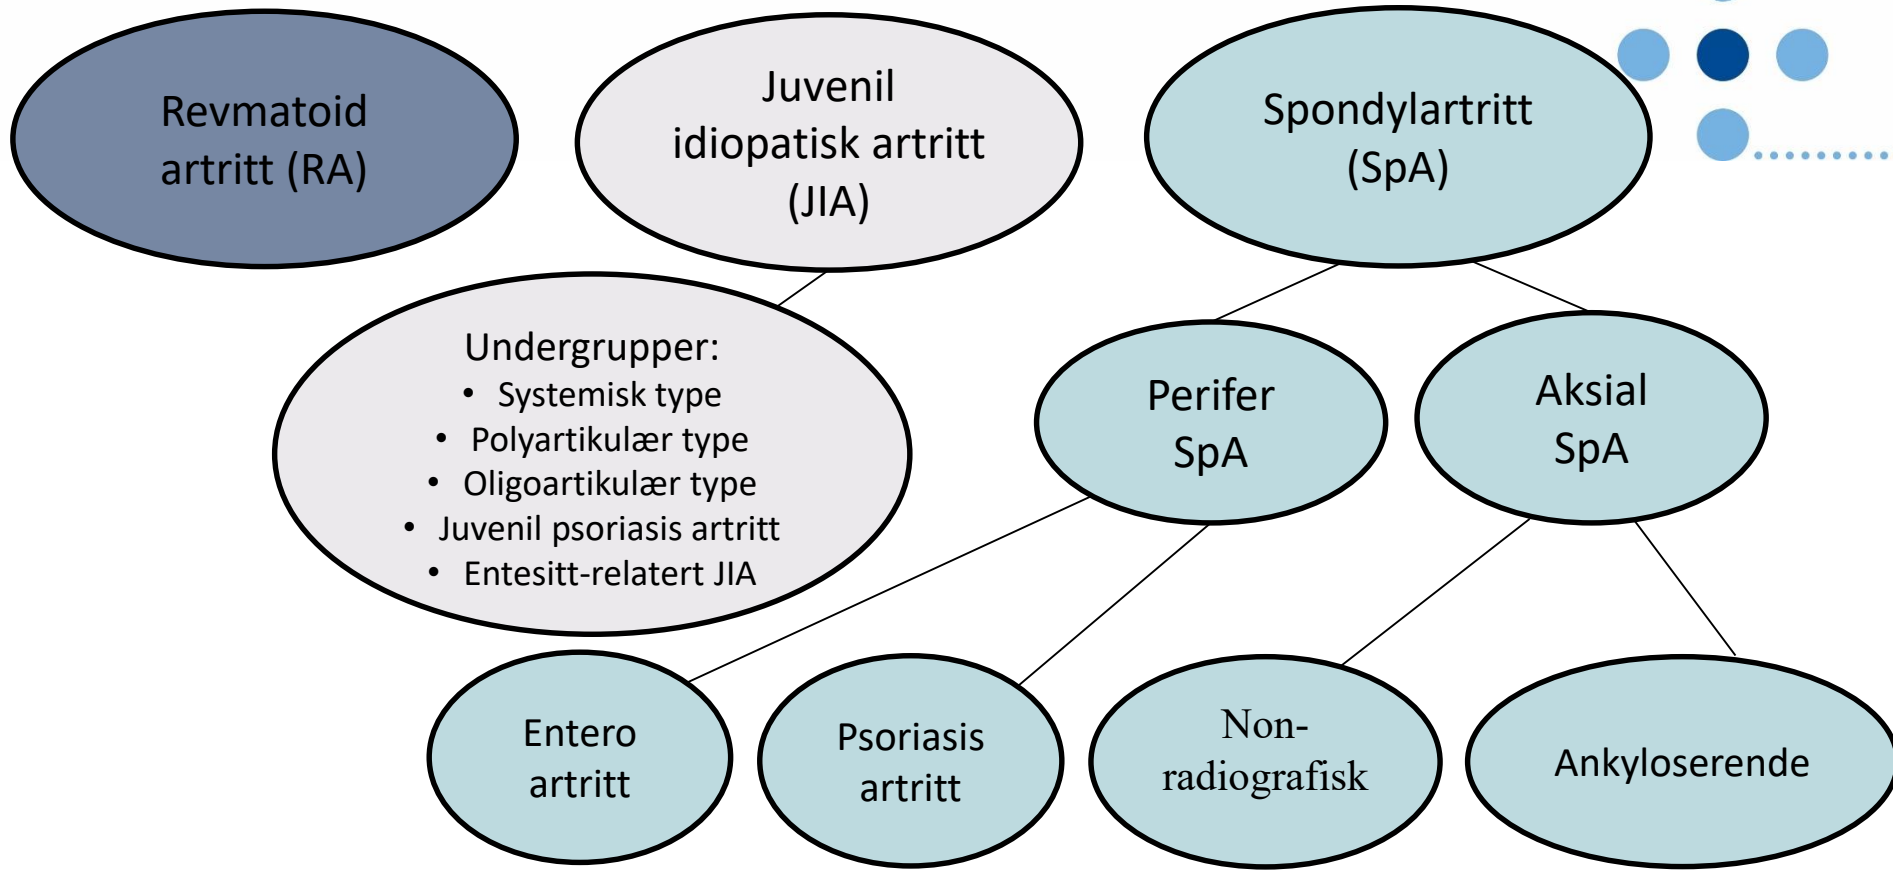 Revmatoid
artritt (RA)
Juvenil
idiopatisk artritt
(JIA)
Spondylartritt
(SpA)
Undergrupper:
• Systemisk type
• Polyartikulær type
• Oligoartikulær type
• Juvenil psoriasis artritt
• Entesitt-relatert JIA
Perifer
SpA
Aksial
SpA
Entero
artritt
Psoriasis
artritt
Non-
radiografisk
Ankyloserende